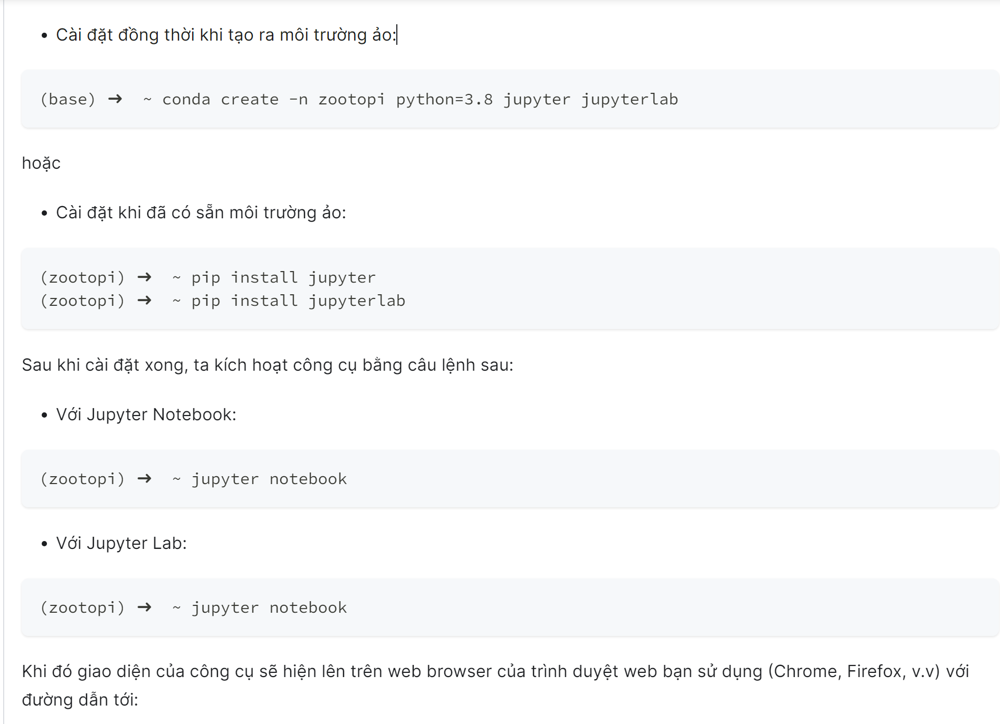 • Cài đặt đồng thời khi tạo ra môi trường ảo:
(base) → ~ conda create -n zootopi python=3.8 jupyter jupyterlab
hoặc
• Cài đặt khi đã có sẵn môi trường ảo:
(zootopi) → ~ pip install jupyter
(zootopi) → ~ pip install jupyterlab
Sau khi cài đặt xong, ta kích hoạt công cụ bằng câu lệnh sau:
• Với Jupyter Notebook:
(zootopi) → ~ jupyter notebook
• Với Jupyter Lab:
(zootopi) → ~ jupyter notebook
Khi đó giao diện của công cụ sẽ hiện lên trên web browser của trình duyệt web bạn sử dụng (Chrome, Firefox, v.v) với
đường dẫn tới: